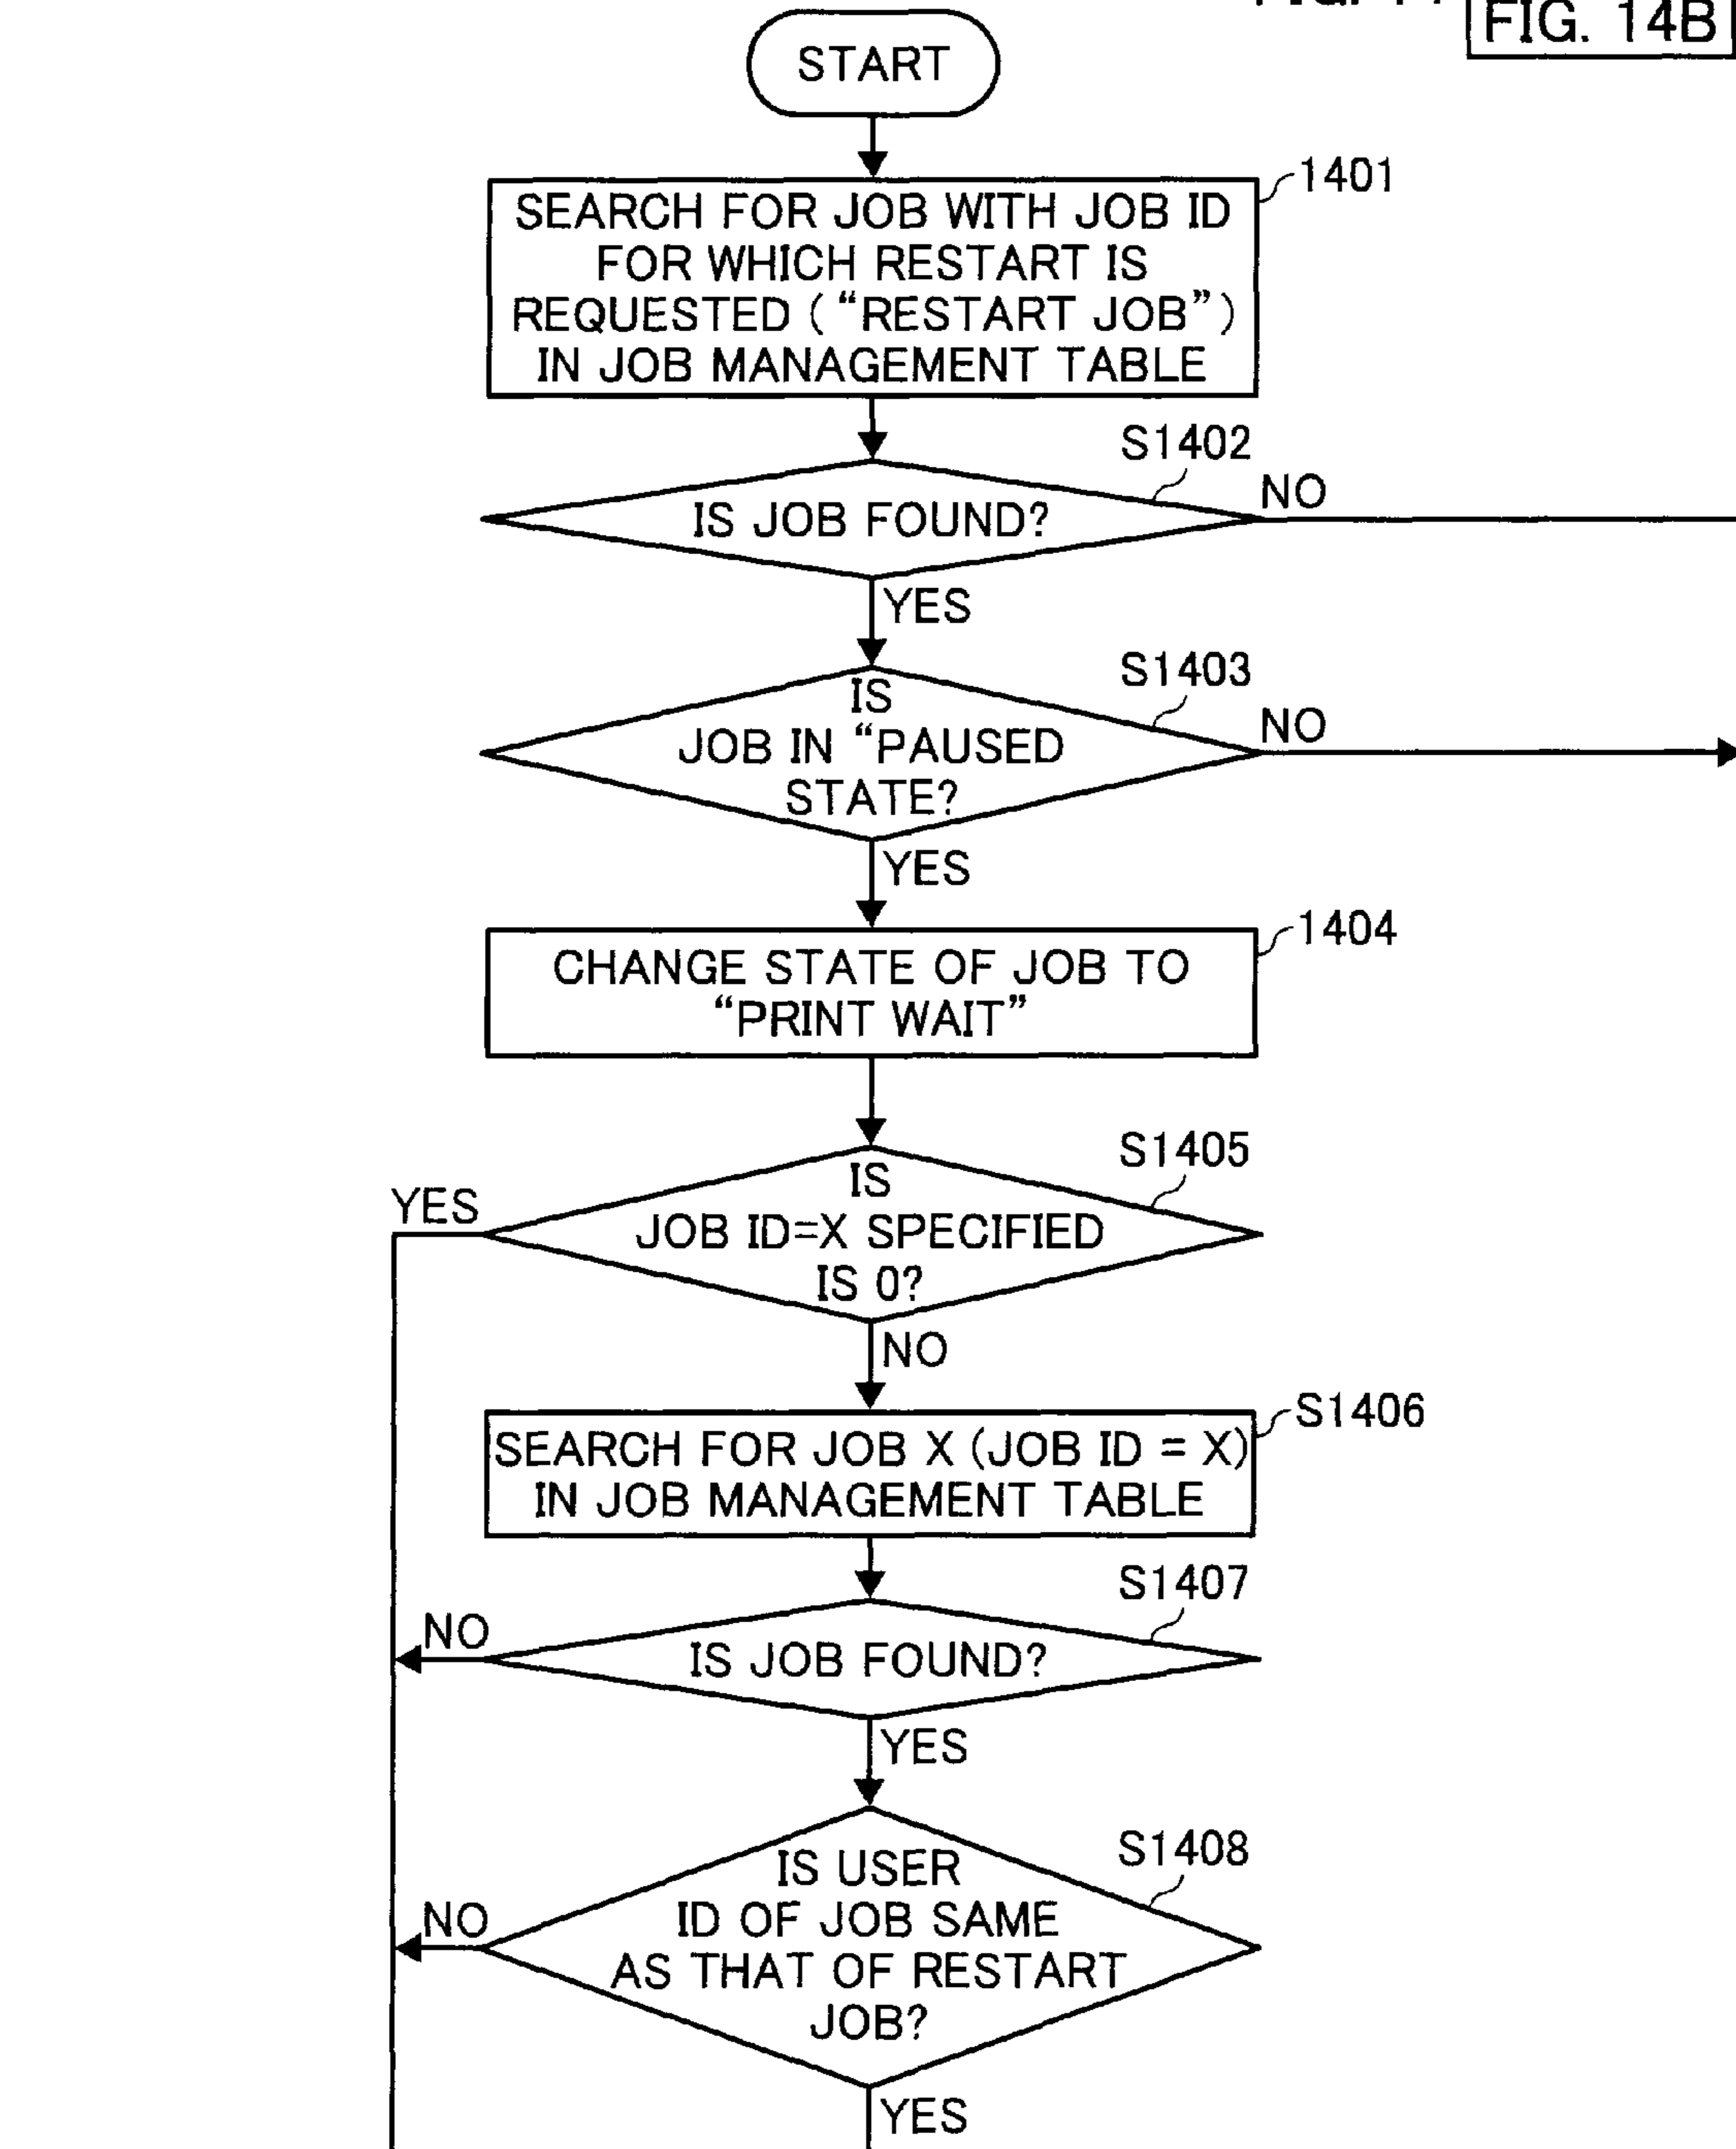 FIG. 14B
START
1401
SEARCH FOR JOB WITH JOB ID
FOR WHICH RESTART IS
REQUESTED (“RESTART JOB”)
IN JOB MANAGEMENT TABLE
S1402
IS JOB FOUND?
NO
YES
S1403
IS
JOB IN “PAUSED
STATE?
NO
YES
1404
CHANGE STATE OF JOB TO
“PRINT WAIT”
S1405
IS
JOB ID=X SPECIFIED
IS 0?
YES
NO
S1406
SEARCH FOR JOB X (JOB ID = X)
IN JOB MANAGEMENT TABLE
S1407
NO
IS JOB FOUND?
YES
S1408
IS USER
ID OF JOB SAME
AS THAT OF RESTART
JOB?
NO
YES